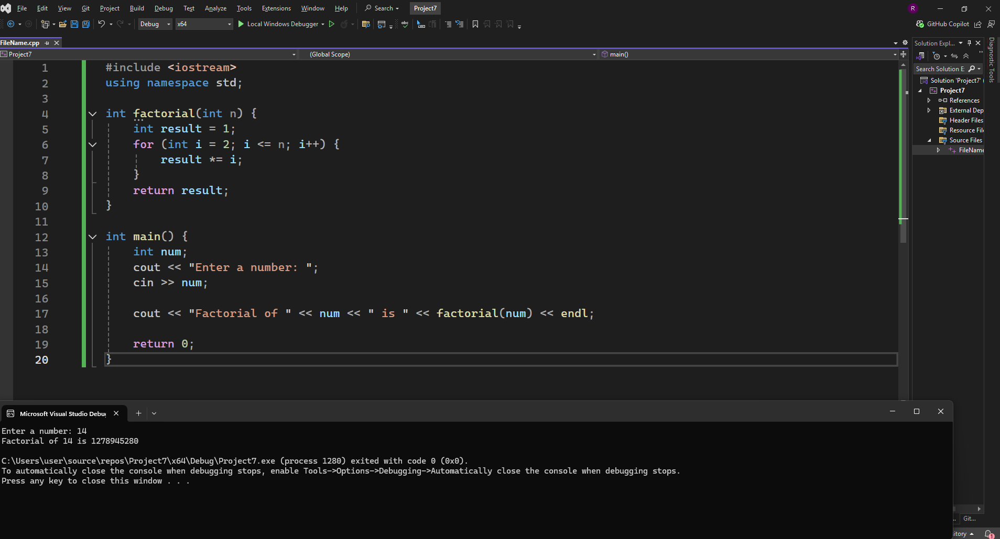 File Edit View Git Project Build Debug Test Analyze Tools Extensions Window Help Search Project7 R
Debug x64 Local Windows Debugger abc GitHub Copilot
FileName.cpp
Project7 (Global Scope) main()
1 #include <iostream>
2 using namespace std;
3
4 int factorial(int n) {
5 int result = 1;
6 for (int i = 2; i <= n; i++) {
7 result *= i;
8 }
9 return result;
10 }
11
12 int main() {
13 int num;
14 cout << "Enter a number: ";
15 cin >> num;
16
17 cout << "Factorial of " << num << " is " << factorial(num) << endl;
18
19 return 0;
20 }
Solution Expl...
Search Solution E
Solution 'Project7' (
Project7
References
External Dep
Header Files
Resource File
Source Files
FileName
Diagnostic Tools
Microsoft Visual Studio Debu
Enter a number: 14
Factorial of 14 is 1278945280
C:\Users\user\source\repos\Project7\x64\Debug\Project7.exe (process 1280) exited with code 0 (0x0).
To automatically close the console when debugging stops, enable Tools->Options->Debugging->Automatically close the console when debugging stops.
Press any key to close this window . . .
Git...
sitory
1